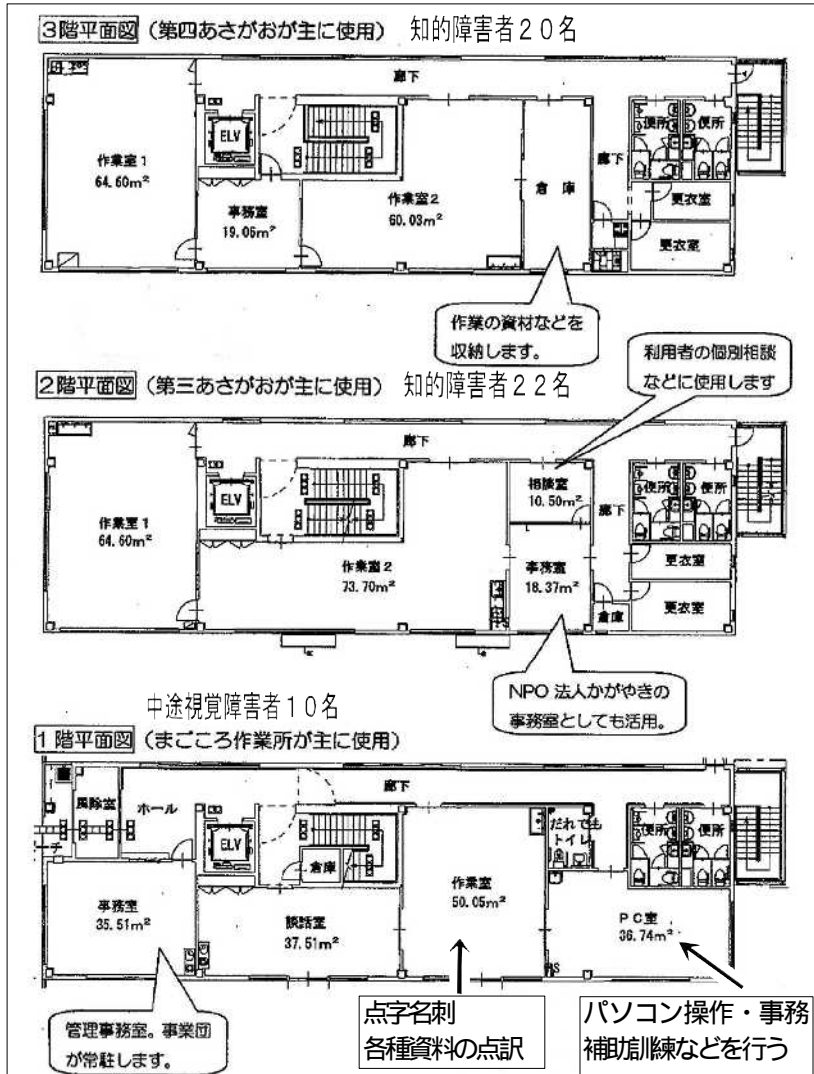 3階平面図 (第四あさがおが主に使用) 知的障害者20名
廊下
ELV
便所
便所
作業室1
64.60m²
廊下
事務室
19.06m²
作業室2
60.03m²
倉 庫
更衣室
更衣室
作業の資材などを
収納します。
利用者の個別相談
などに使用します
2階平面図 (第三あさがおが主に使用) 知的障害者22名
廊下
ELV
相談室
10.50m²
便所
便所
廊下
作業室1
64.60m²
作業室2
73.70m²
事務室
18.37m²
更衣室
倉庫
更衣室
PS
NPO 法人かがやきの
事務室としても活用。
中途視覚障害者10名
1階平面図 (まごころ作業所が主に使用)
廊下
風除室
ホール
ELV
倉庫
だれでも
トイレ
便所
便所
事務室
35.51m²
談話室
37.51m²
作業室
50.05m²
PC室
36.74m²
PS
管理事務室。事業団
が常駐します。
点字名刺
各種資料の点訳
パソコン操作・事務
補助訓練などを行う